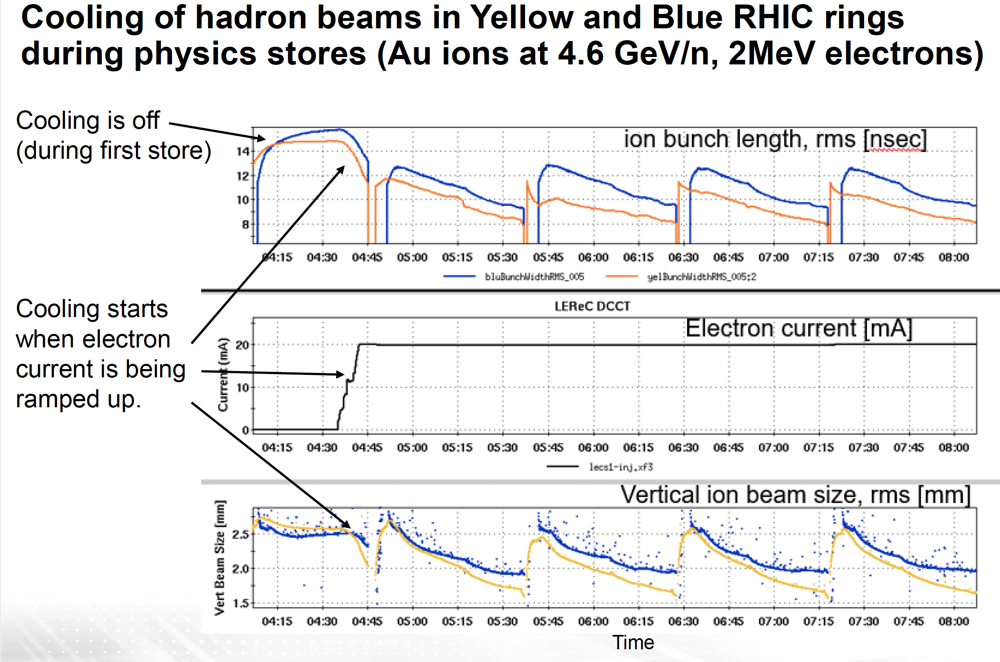 Cooling of hadron beams in Yellow and Blue RHIC rings
during physics stores (Au ions at 4.6 GeV/n, 2MeV electrons)
Cooling is off
(during first store)
ion bunch length, rms [nsec]
14
12
10
8
04:15 04:30 04:45 05:00 05:15 05:30 05:45 06:00 06:15 06:30 06:45 07:00 07:15 07:30 07:45 08:00
bluBunchWidthRMS_005 yelBunchWidthRMS_005:2
Cooling starts
when electron
current is being
ramped up.
LEReC DCCT
Electron current [mA]
Current (mA)
20
10
0
04:15 04:30 04:45 05:00 05:15 05:30 05:45 06:00 06:15 06:30 06:45 07:00 07:15 07:30 07:45 08:00
lecs1-inj.xf3
Vertical ion beam size, rms [mm]
Vert Beam Size [mm]
2.5
2.0
1.5
04:15 04:30 04:45 05:00 05:15 05:30 05:45 06:00 06:15 06:30 06:45 07:00 07:15 07:30 07:45 08:00
Time